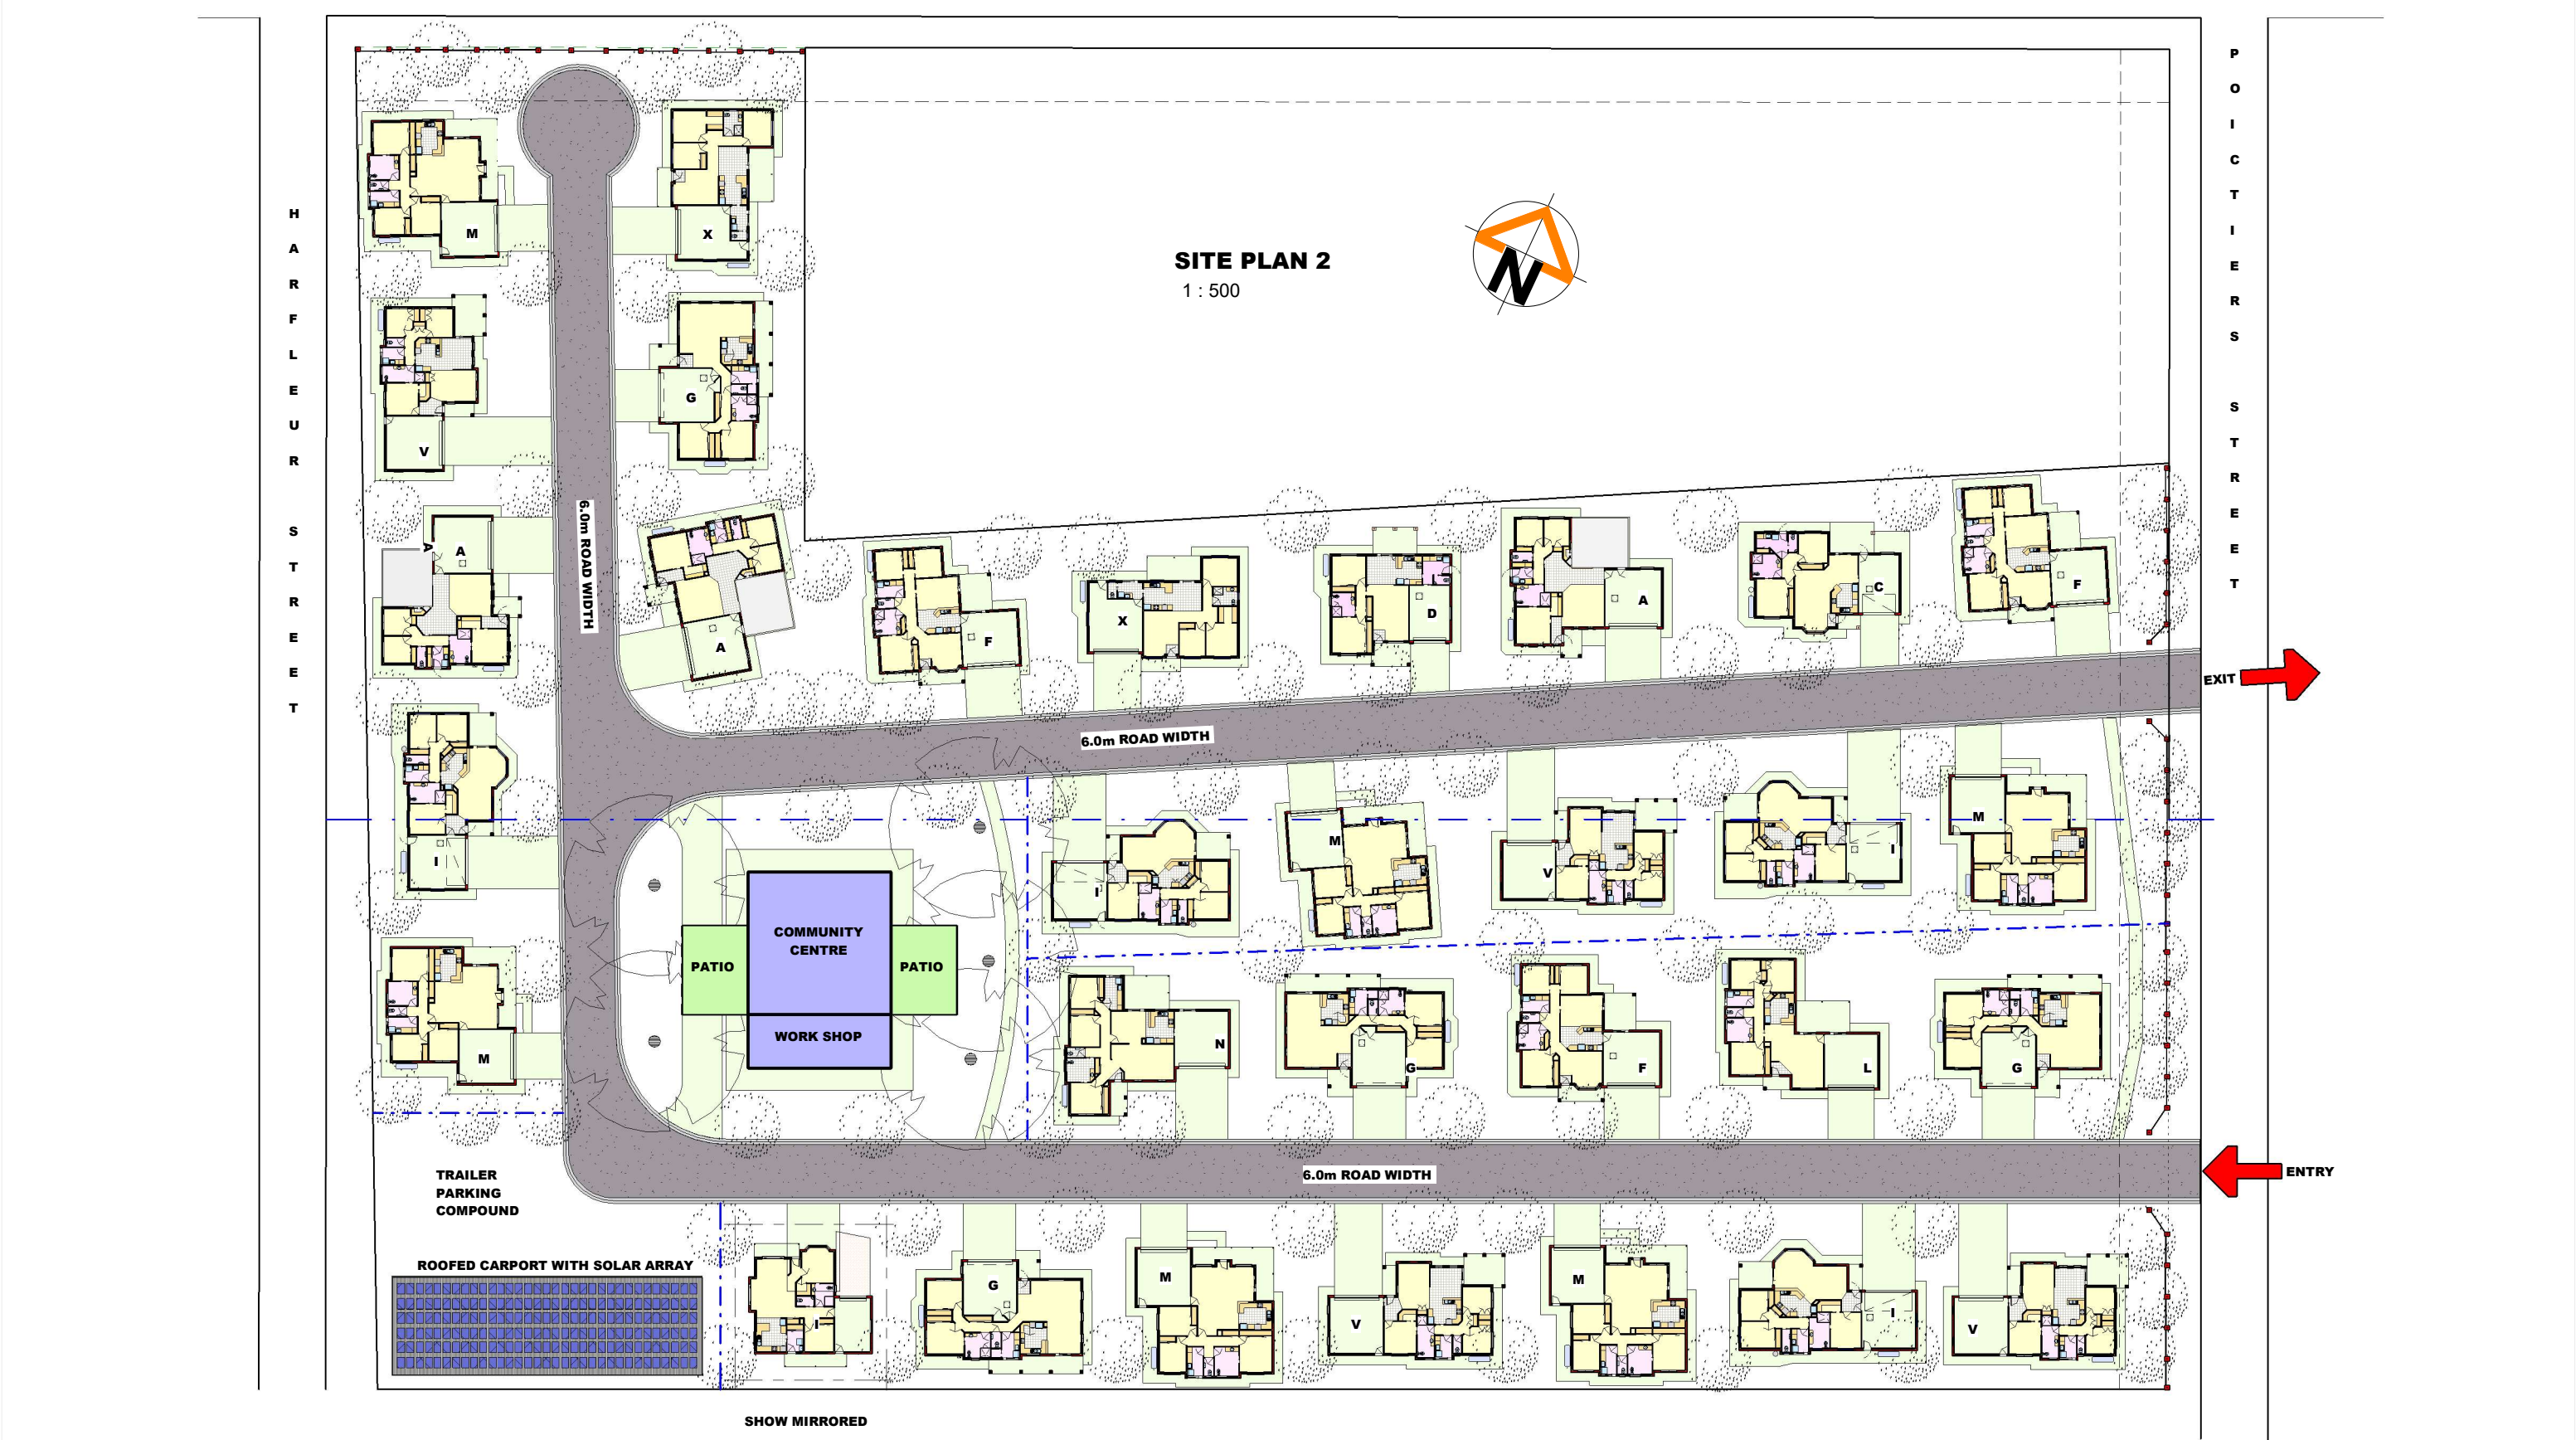 HARFLEUR STREET
POICTIERS STREET
SITE PLAN 2
1 : 500
N
M
X
V
G
A
A
A
I
M
6.0m ROAD WIDTH
F
X
D
A
C
F
EXIT
6.0m ROAD WIDTH
I
M
V
I
M
COMMUNITY
CENTRE
PATIO
PATIO
WORK SHOP
N
G
F
L
G
6.0m ROAD WIDTH
ENTRY
TRAILER
PARKING
COMPOUND
ROOFED CARPORT WITH SOLAR ARRAY
I
G
M
V
M
I
V
SHOW MIRRORED